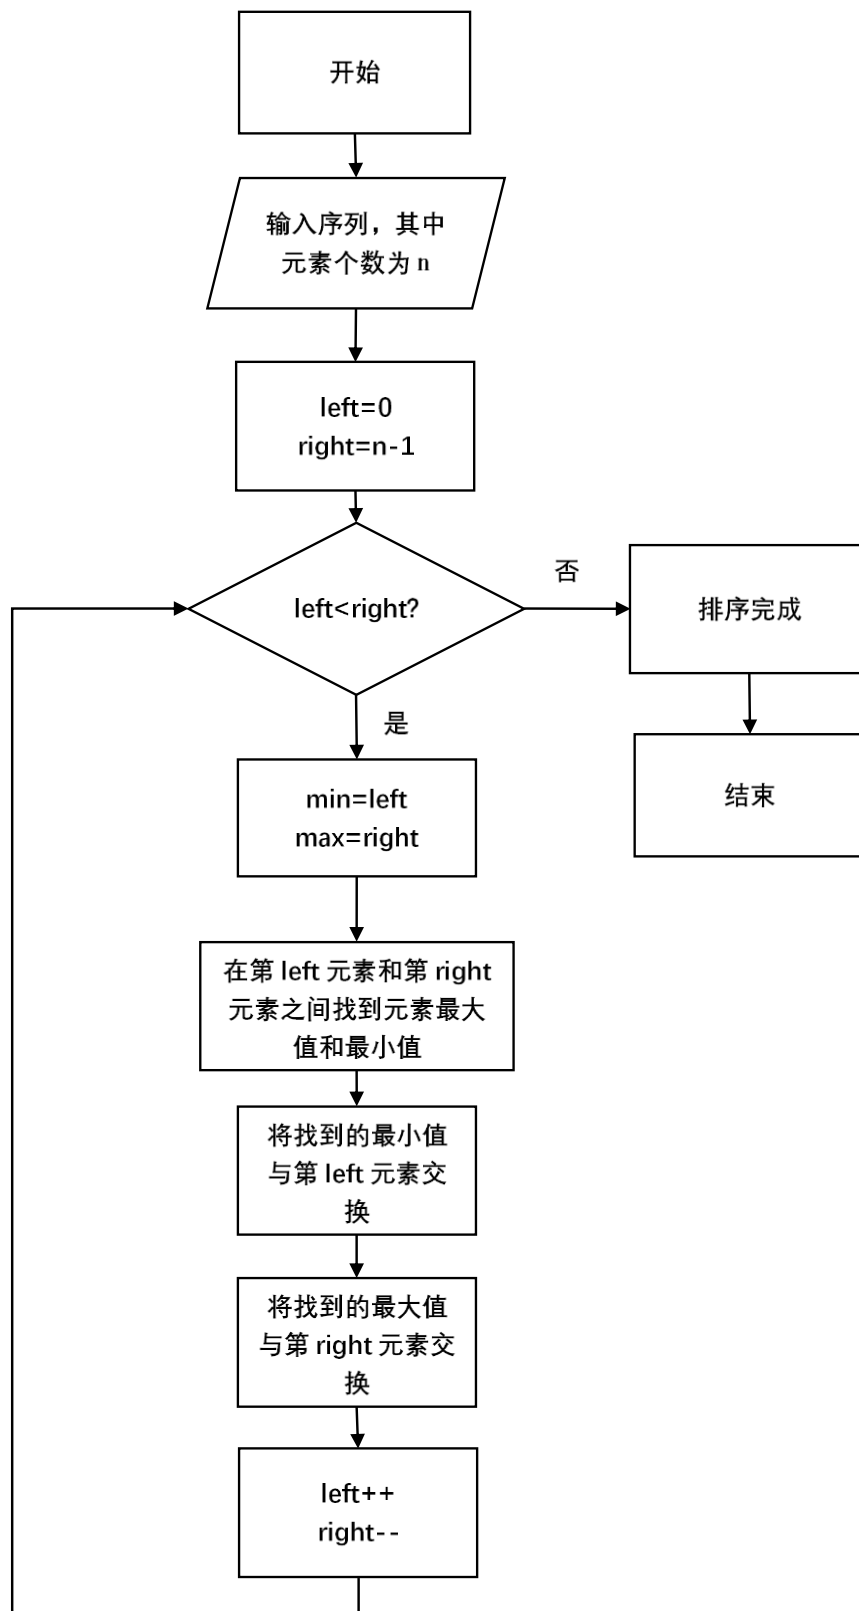 开始
输入序列，其中
元素个数为 n
left=0
right=n-1
left<right?
否
排序完成
是
结束
min=left
max=right
在第 left 元素和第 right
元素之间找到元素最大
值和最小值
将找到的最小值
与第 left 元素交
换
将找到的最大值
与第 right 元素交
换
left++
right--